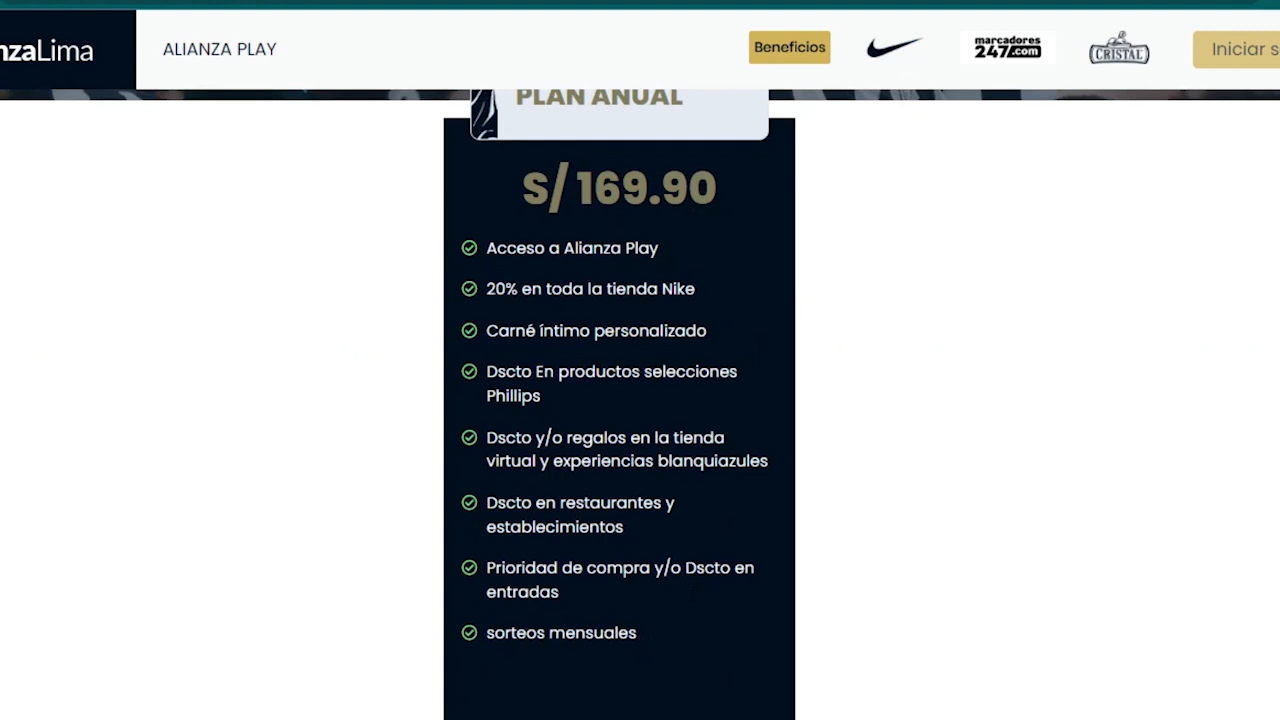 nzaLima
ALIANZA PLAY
Beneficios
marcadores
247.com
CRISTAL
Iniciar s
PLAN ANUAL
S/ 169.90
Acceso a Alianza Play
20% en toda la tienda Nike
Carné íntimo personalizado
Dscto En productos selecciones
Phillips
Dscto y/o regalos en la tienda
virtual y experiencias blanquiazules
Dscto en restaurantes y
establecimientos
Prioridad de compra y/o Dscto en
entradas
sorteos mensuales